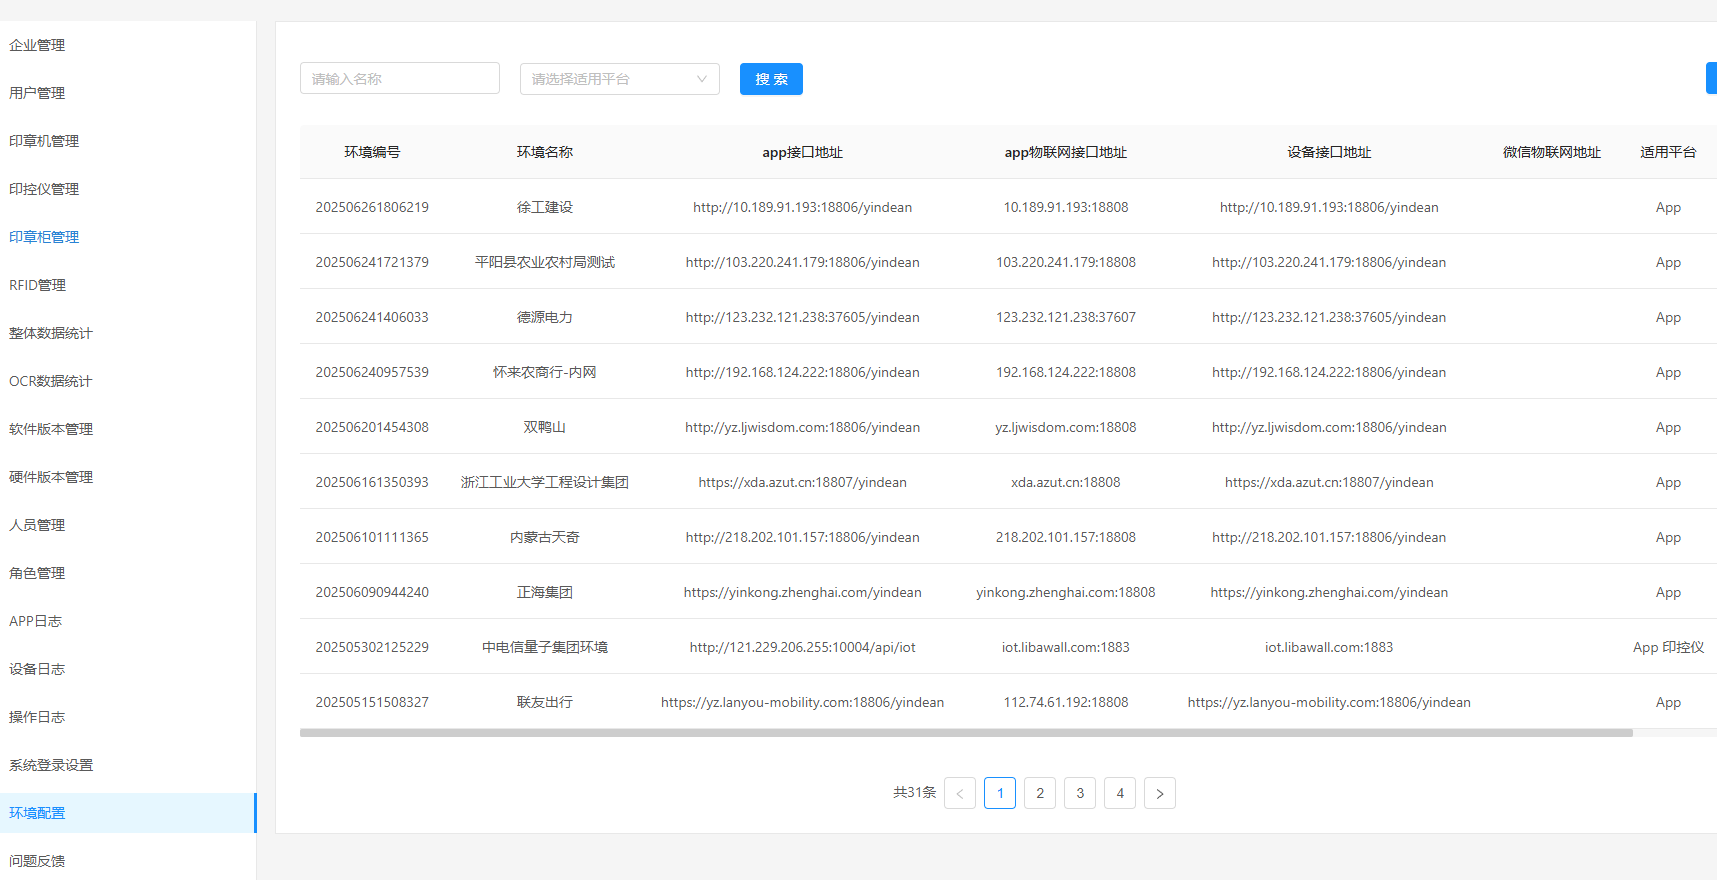 企业管理
用户管理
印章机管理
印控仪管理
印章柜管理
RFID管理
整体数据统计
OCR数据统计
软件版本管理
硬件版本管理
人员管理
角色管理
APP日志
设备日志
操作日志
系统登录设置
环境配置
问题反馈
请输入名称 请选择适用平台 搜 索
环境编号 环境名称 app接口地址 app物联网接口地址 设备接口地址 微信物联网地址 适用平台
202506261806219 徐工建设 http://10.189.91.193:18806/yindean 10.189.91.193:18808 http://10.189.91.193:18806/yindean App
202506241721379 平阳县农业农村局测试 http://103.220.241.179:18806/yindean 103.220.241.179:18808 http://103.220.241.179:18806/yindean App
202506241406033 德源电力 http://123.232.121.238:37605/yindean 123.232.121.238:37607 http://123.232.121.238:37605/yindean App
202506240957539 怀来农商行-内网 http://192.168.124.222:18806/yindean 192.168.124.222:18808 http://192.168.124.222:18806/yindean App
202506201454308 双鸭山 http://yz.ljwisdom.com:18806/yindean yz.ljwisdom.com:18808 http://yz.ljwisdom.com:18806/yindean App
202506161350393 浙江工业大学工程设计集团 https://xda.azut.cn:18807/yindean xda.azut.cn:18808 https://xda.azut.cn:18807/yindean App
202506101111365 内蒙古天奇 http://218.202.101.157:18806/yindean 218.202.101.157:18808 http://218.202.101.157:18806/yindean App
202506090944240 正海集团 https://yinkong.zhenghai.com/yindean yinkong.zhenghai.com:18808 https://yinkong.zhenghai.com/yindean App
202505302125229 中电信量子集团环境 http://121.229.206.255:10004/api/iot iot.libawall.com:1883 iot.libawall.com:1883 App 印控仪
202505151508327 联友出行 https://yz.lanyou-mobility.com:18806/yindean 112.74.61.192:18808 https://yz.lanyou-mobility.com:18806/yindean App
共31条 < 1 2 3 4 >